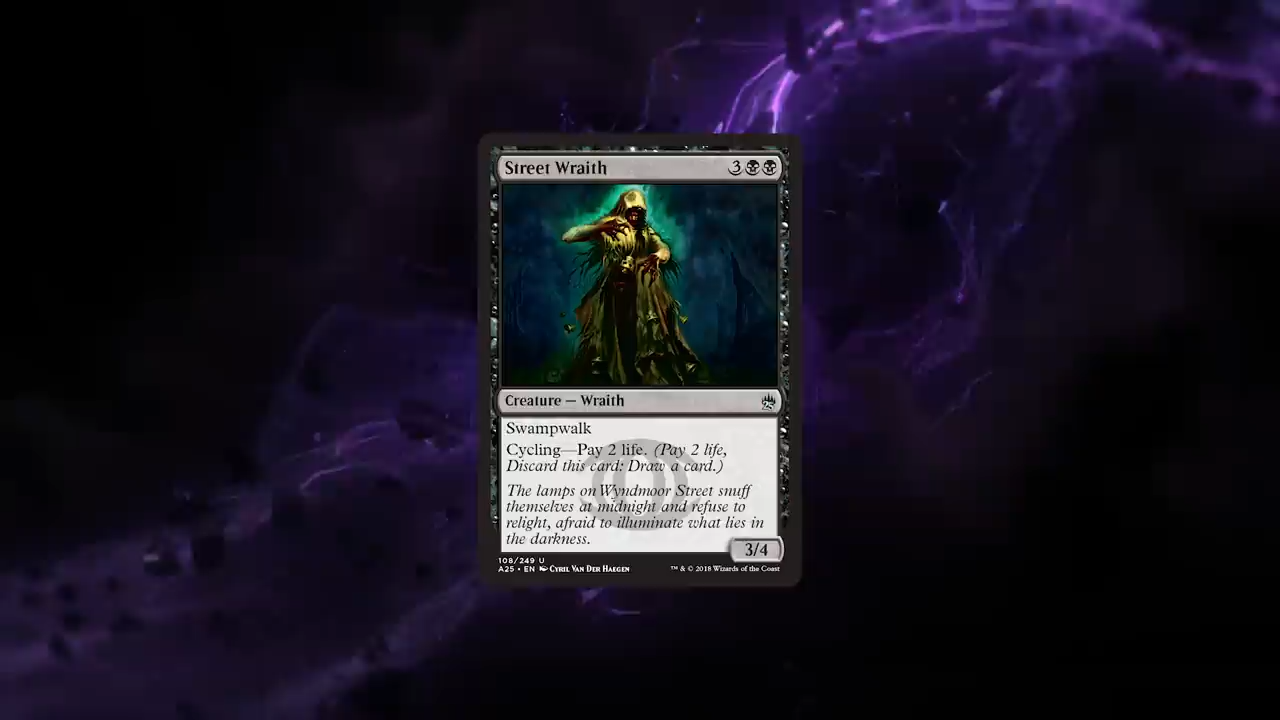 Street Wraith 3
Creature — Wraith
Swampwalk
Cycling—Pay 2 life. (Pay 2 life,
Discard this card: Draw a card.)
The lamps on Wyndmoor Street snuff
themselves at midnight and refuse to
relight, afraid to illuminate what lies in
the darkness.
3/4
108/249 U
A25 • EN Cyril Van Der Haegen
™ & © 2018 Wizards of the Coast